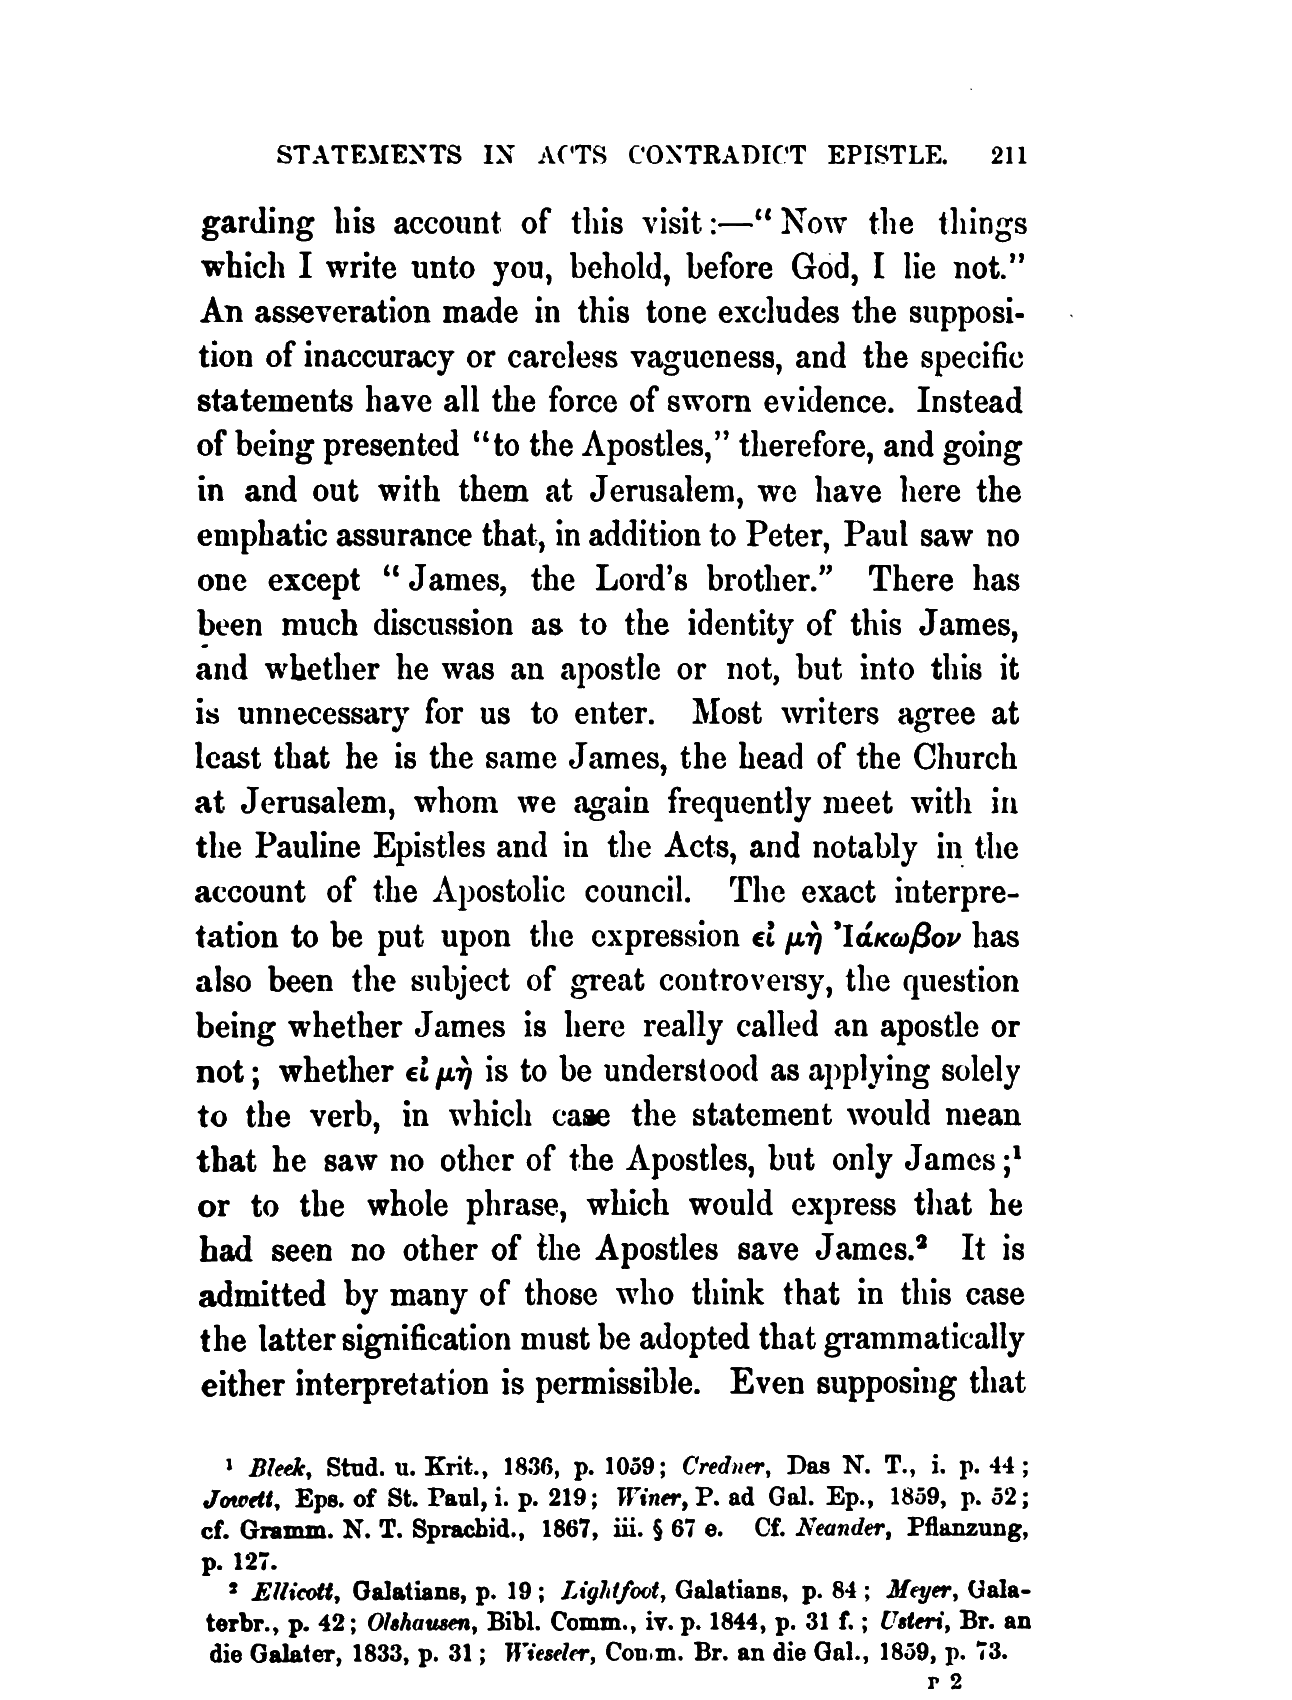 STATEMENTS IN ACTS CONTRADICT EPISTLE. 211
garding his account of this visit:—“Now the things
which I write unto you, behold, before God, I lie not.”
An asseveration made in this tone excludes the supposi-
tion of inaccuracy or careless vagueness, and the specific
statements have all the force of sworn evidence. Instead
of being presented “to the Apostles,” therefore, and going
in and out with them at Jerusalem, we have here the
emphatic assurance that, in addition to Peter, Paul saw no
one except “James, the Lord's brother.” There has
been much discussion as to the identity of this James,
and whether he was an apostle or not, but into this it
is unnecessary for us to enter. Most writers agree at
least that he is the same James, the head of the Church
at Jerusalem, whom we again frequently meet with in
the Pauline Epistles and in the Acts, and notably in the
account of the Apostolic council. The exact interpre-
tation to be put upon the expression εἰ μὴ Ἰάκωβον has
also been the subject of great controversy, the question
being whether James is here really called an apostle or
not; whether εἰ μὴ is to be understood as applying solely
to the verb, in which case the statement would mean
that he saw no other of the Apostles, but only James;¹
or to the whole phrase, which would express that he
had seen no other of the Apostles save James.² It is
admitted by many of those who think that in this case
the latter signification must be adopted that grammatically
either interpretation is permissible. Even supposing that
¹ Bleek, Stud. u. Krit., 1836, p. 1059; Credner, Das N. T., i. p. 44;
Jowett, Eps. of St. Paul, i. p. 219; Winer, P. ad Gal. Ep., 1859, p. 52;
cf. Gramm. N. T. Sprachid., 1867, iii. § 67 e. Cf. Neander, Pflanzung,
p. 127.
² Ellicott, Galatians, p. 19; Lightfoot, Galatians, p. 84; Meyer, Gala-
terbr., p. 42; Olshausen, Bibl. Comm., iv. p. 1844, p. 31 f.; Usteri, Br. an
die Galater, 1833, p. 31; Wieseler, Comm. Br. an die Gal., 1859, p. 73.
P 2